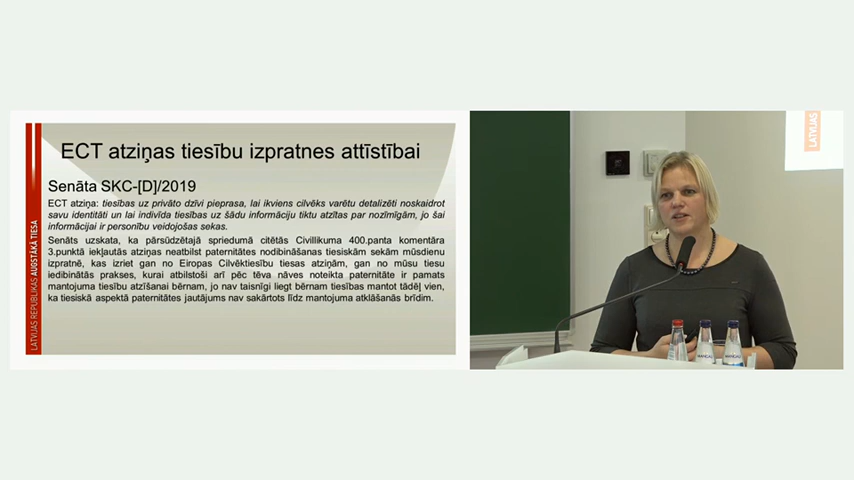 ECT atziņas tiesību izpratnes attīstībai
Senāta SKC-[D]/2019
ECT atziņa: tiesības uz privāto dzīvi pieprasa, lai ikviens cilvēks varētu detalizēti noskaidrot
savu identitāti un lai indivīda tiesības uz šādu informāciju tiktu atzītas par nozīmīgām, jo šai
informācijai ir personību veidojošas sekas.
Senāts uzskata, ka pārsūdzētajā spriedumā citētās Civillikuma 400.panta komentāra
3.punktā iekļautās atziņas neatbilst paternitātes nodibināšanas tiesiskām sekām mūsdienu
izpratnē, kas izriet gan no Eiropas Cilvēktiesību tiesas atziņām, gan no mūsu tiesu
iedibinātās prakses, kurai atbilstoši arī pēc tēva nāves noteikta paternitāte ir pamats
mantojuma tiesību atzīšanai bērnam, jo nav taisnīgi liegt bērnam tiesības mantot tādēļ vien,
ka tiesiskā aspektā paternitātes jautājums nav sakārtots līdz mantojuma atklāšanās brīdim.
LATVIJAS REPUBLIKAS AUGSTĀKĀ TIESA
LATVIJAS
MANGAĻI